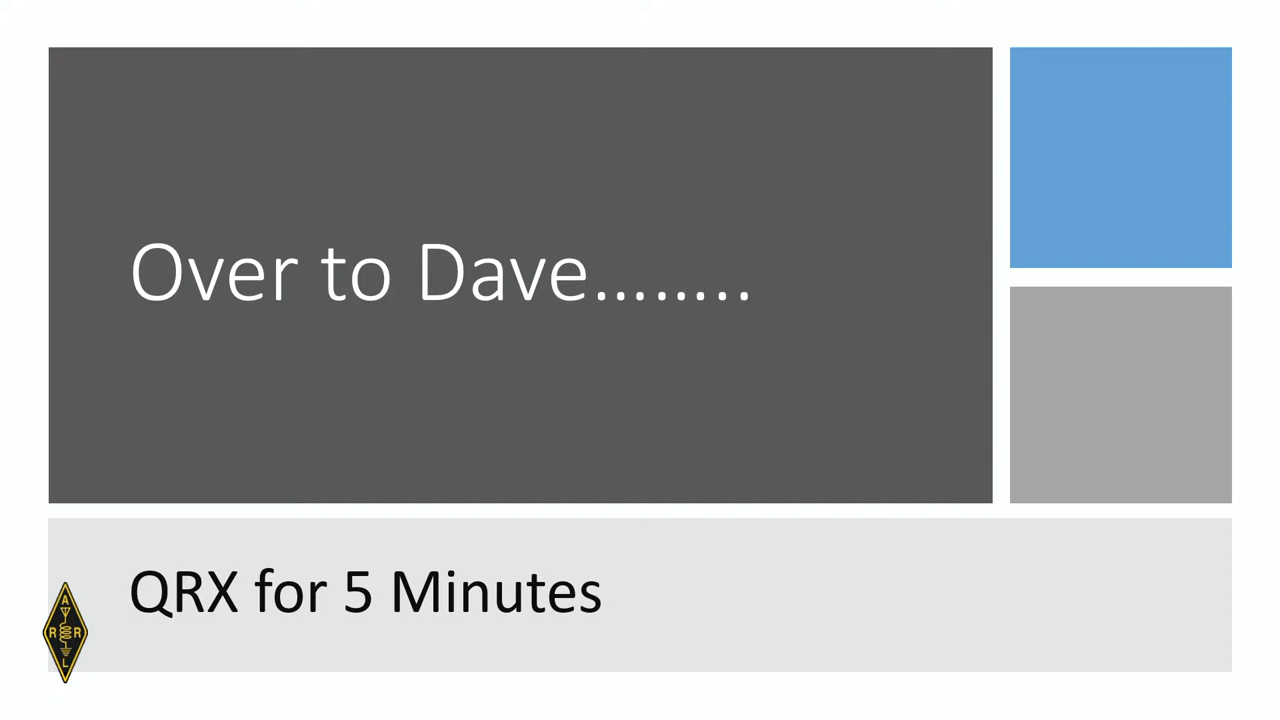 Over to Dave........
QRX for 5 Minutes
A
R R
L